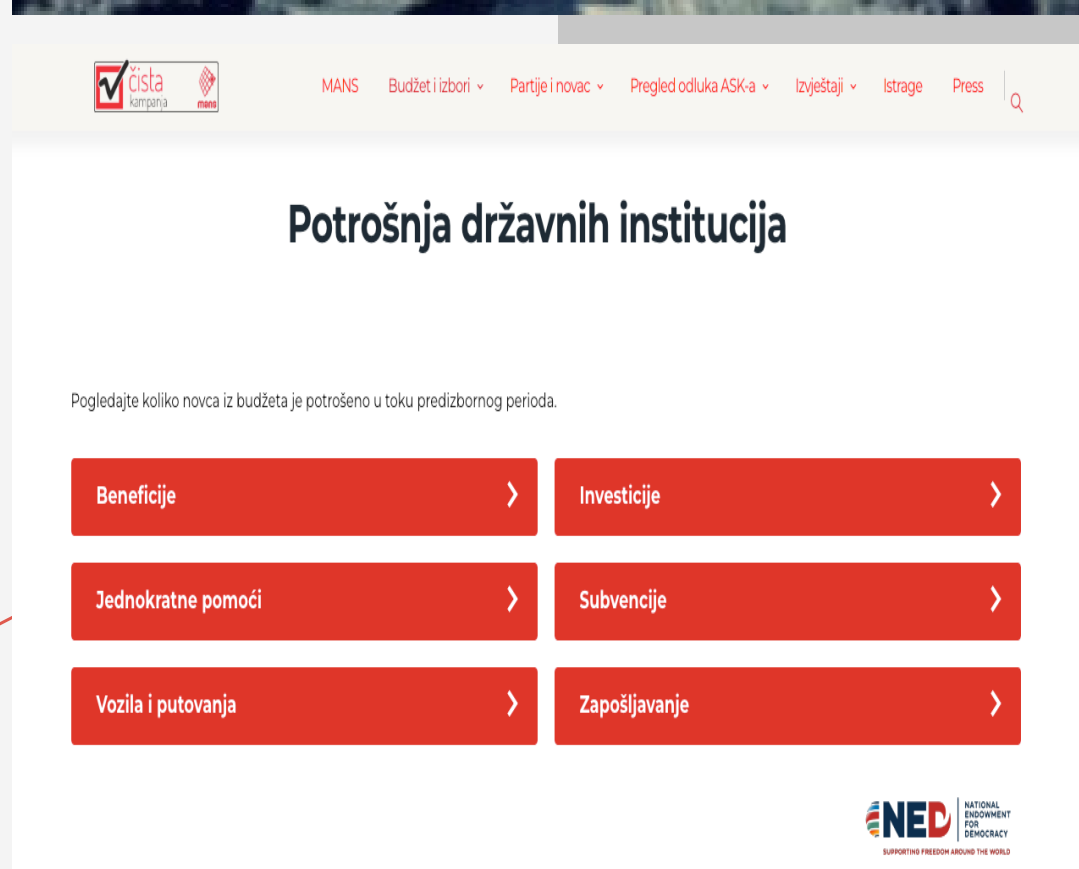 čista
kampanja
mans
MANS Budžet i izbori Partije i novac Pregled odluka ASK-a Izvještaji Istrage Press
Potrošnja državnih institucija
Pogledajte koliko novca iz budžeta je potrošeno u toku predizbornog perioda.
Beneficije
Investicije
Jednokratne pomoći
Subvencije
Vozila i putovanja
Zapošljavanje
NED
NATIONAL
ENDOWMENT
FOR
DEMOCRACY
SUPPORTING FREEDOM AROUND THE WORLD